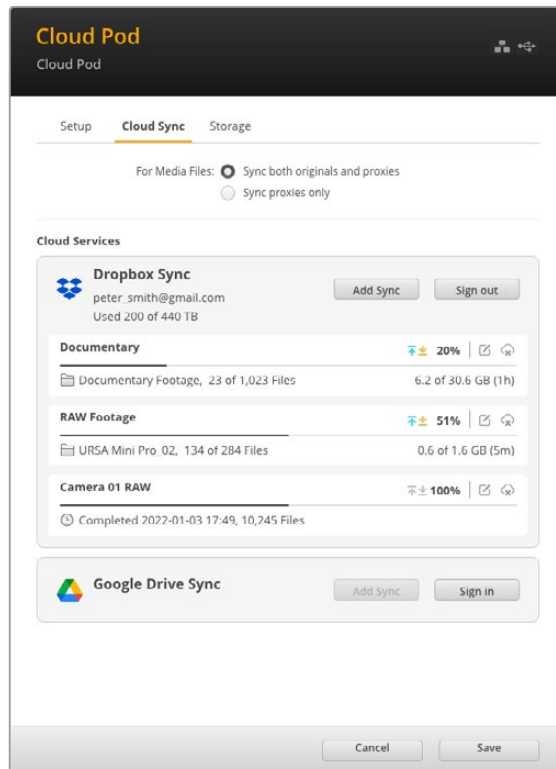 Cloud Pod
Cloud Pod
Setup Cloud Sync Storage
For Media Files: Sync both originals and proxies
Sync proxies only
Cloud Services
Dropbox Sync
peter_smith@gmail.com
Used 200 of 440 TB
Add Sync Sign out
Documentary 20%
Documentary Footage, 23 of 1,023 Files 6.2 of 30.6 GB (1h)
RAW Footage 51%
URSA Mini Pro_02, 134 of 284 Files 0.6 of 1.6 GB (5m)
Camera 01 RAW 100%
Completed 2022-01-03 17:49, 10,245 Files
Google Drive Sync Add Sync Sign in
Cancel Save